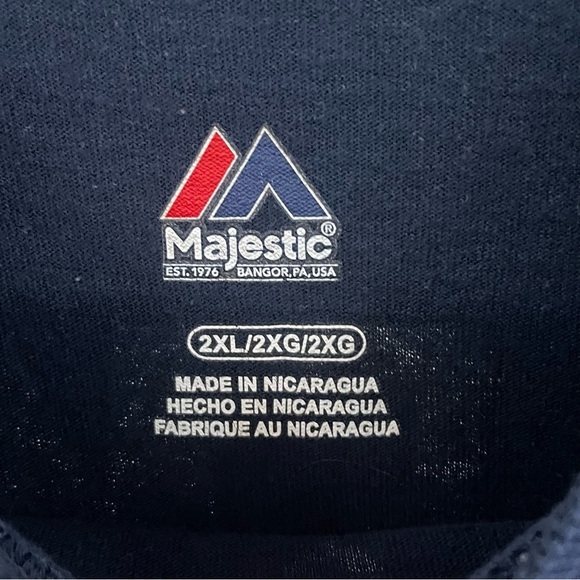 Majestic®
EST. 1976 BANGOR, PA, USA
2XL/2XG/2XG
MADE IN NICARAGUA
HECHO EN NICARAGUA
FABRIQUE AU NICARAGUA